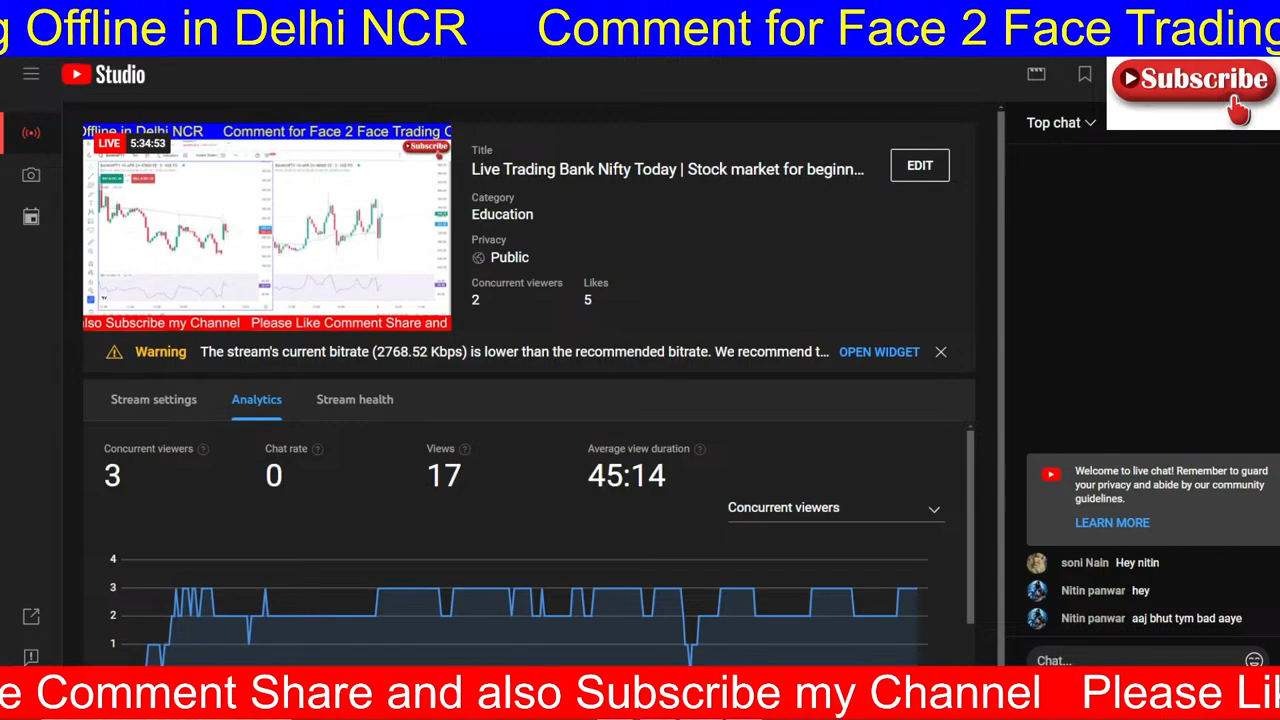 g Offline in Delhi NCR Comment for Face 2 Face Trading
Studio
Subscribe
Offline in Delhi NCR Comment for Face 2 Face Trading C
LIVE 5:34:53
Subscribe
also Subscribe my Channel Please Like Comment Share and
Title
Live Trading Bank Nifty Today | Stock market for beginn...
EDIT
Category
Education
Privacy
Public
Concurrent viewers Likes
2 5
Warning The stream's current bitrate (2768.52 Kbps) is lower than the recommended bitrate. We recommend t... OPEN WIDGET
Stream settings Analytics Stream health
Concurrent viewers Chat rate Views Average view duration
3 0 17 45:14
Concurrent viewers
4
3
2
1
Top chat
Welcome to live chat! Remember to guard
your privacy and abide by our community
guidelines.
LEARN MORE
soni Nain Hey nitin
Nitin panwar hey
Nitin panwar aaj bhut tym bad aaye
Chat...
e Comment Share and also Subscribe my Channel Please Li